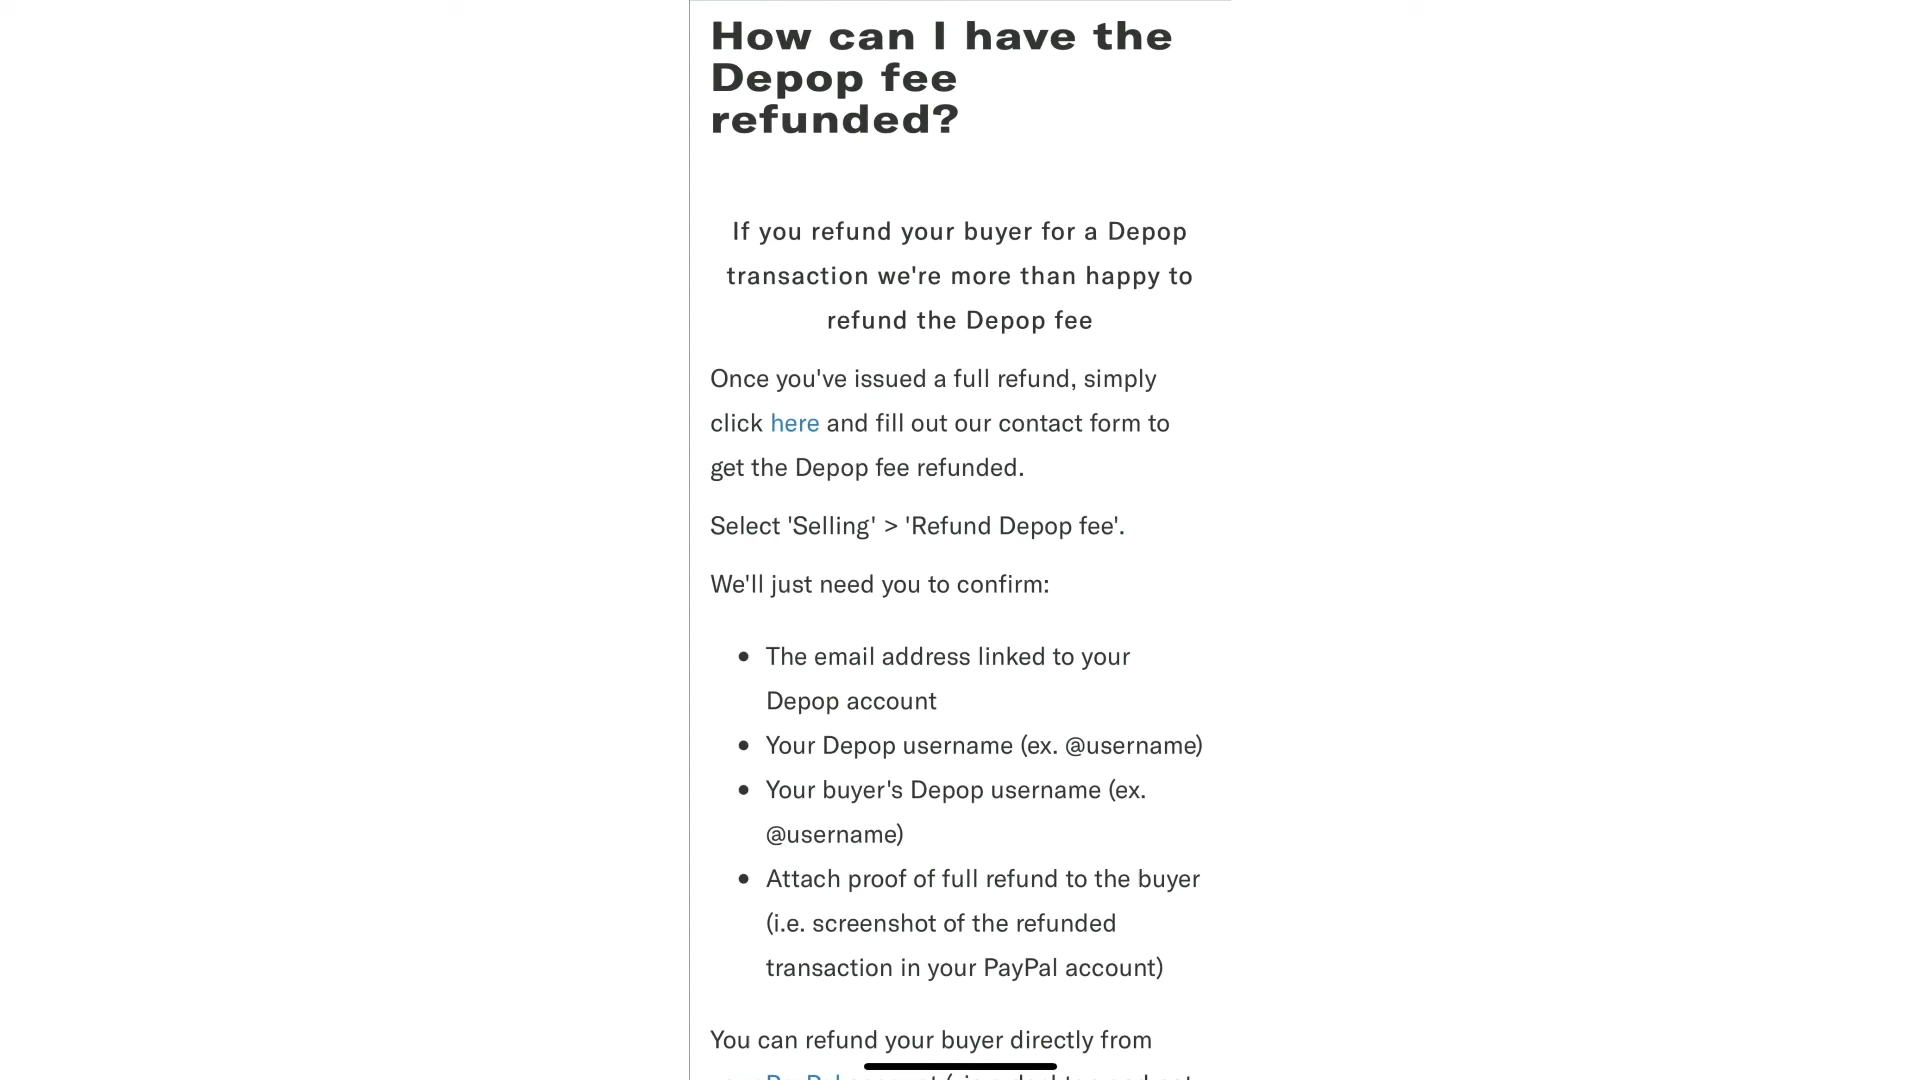 How can I have the
Depop fee
refunded?
If you refund your buyer for a Depop
transaction we're more than happy to
refund the Depop fee
Once you've issued a full refund, simply
click here and fill out our contact form to
get the Depop fee refunded.
Select 'Selling' > 'Refund Depop fee'.
We'll just need you to confirm:
• The email address linked to your
Depop account
• Your Depop username (ex. @username)
• Your buyer's Depop username (ex.
@username)
• Attach proof of full refund to the buyer
(i.e. screenshot of the refunded
transaction in your PayPal account)
You can refund your buyer directly from